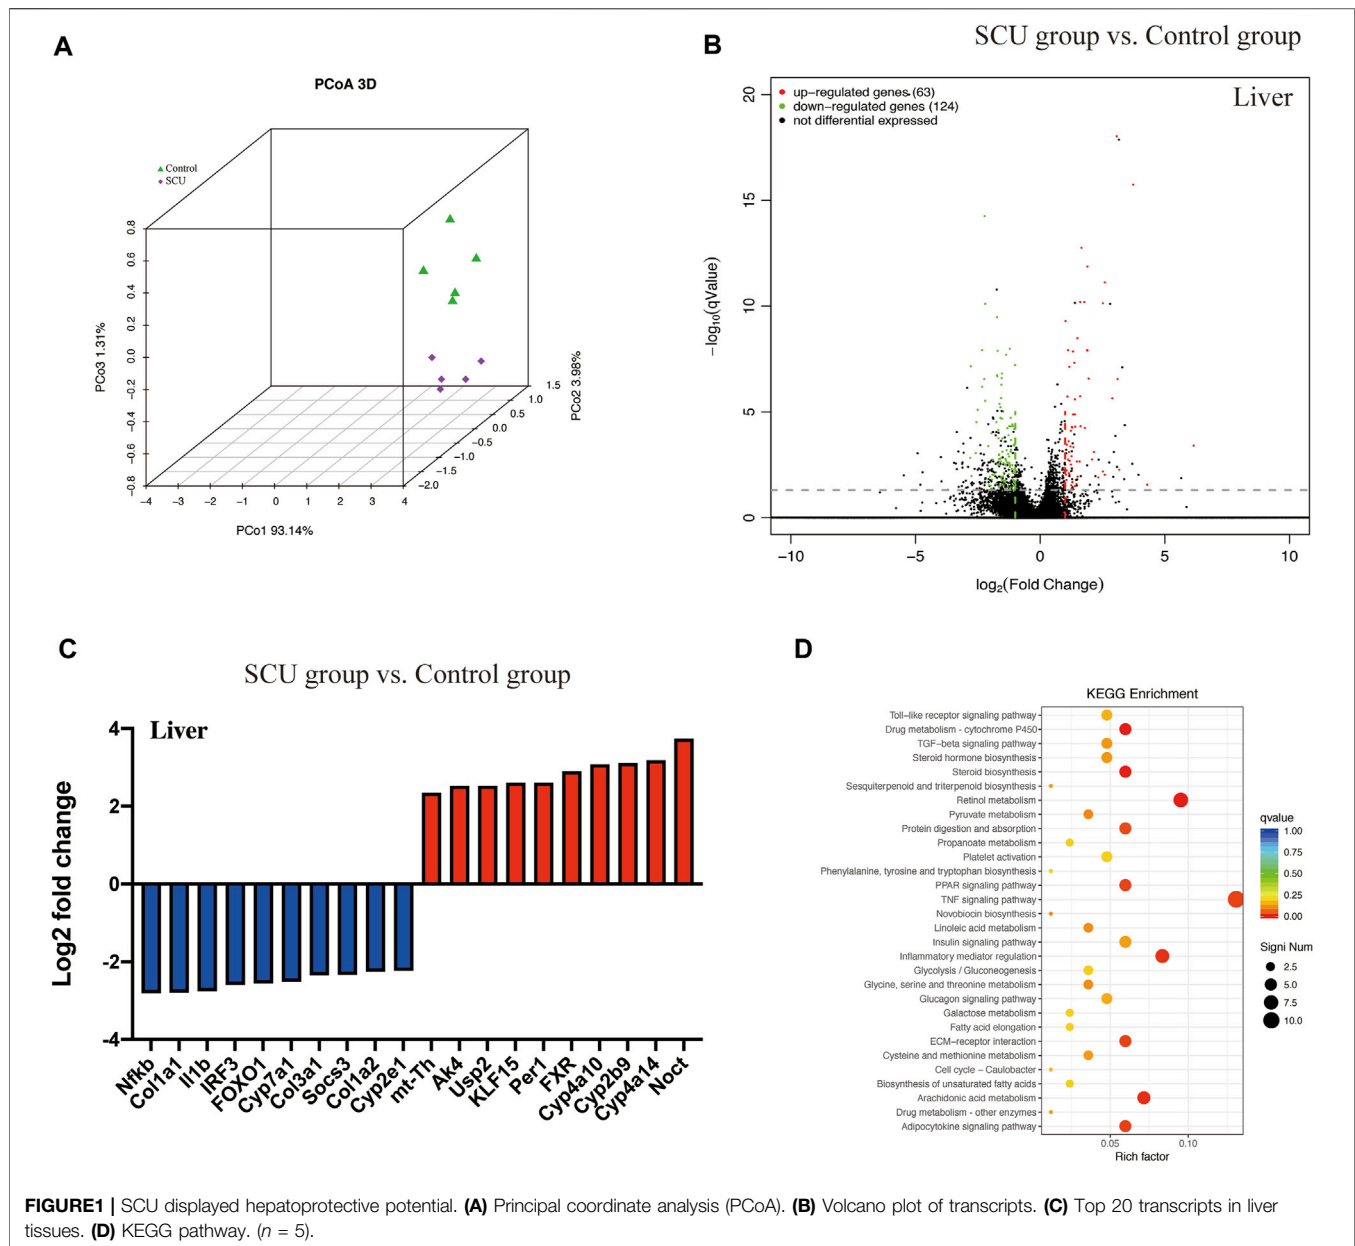 A
PCoA 3D
Control
SCU
0.8
0.6
0.4
0.2
0.0
−0.2
−0.4
−0.6
−0.8
PCo3 1.31%
−4
−3
−2
−1
0
1
2
3
4
PCo1 93.14%
−2.0
−1.5
−1.0
−0.5
0.0
0.5
1.0
1.5
PCo2 3.98%
B
SCU group vs. Control group
up−regulated genes (63)
down−regulated genes (124)
not differential expressed
Liver
20
15
10
5
0
−log10(qValue)
−10
−5
0
5
10
log2(Fold Change)
C
SCU group vs. Control group
Liver
4
2
0
-2
-4
Log2 fold change
Nfkb
Col1a1
Il1b
IRF3
FOXO1
Cyp7a1
Col3a1
Socs3
Col1a2
Cyp2e1
mt-Th
Ak4
Usp2
KLF15
Per1
FXR
Cyp4a10
Cyp2b9
Cyp4a14
Noct
D
KEGG Enrichment
Toll−like receptor signaling pathway
Drug metabolism - cytochrome P450
TGF−beta signaling pathway
Steroid hormone biosynthesis
Steroid biosynthesis
Sesquiterpenoid and triterpenoid biosynthesis
Retinol metabolism
Pyruvate metabolism
Protein digestion and absorption
Propanoate metabolism
Platelet activation
Phenylalanine, tyrosine and tryptophan biosynthesis
PPAR signaling pathway
TNF signaling pathway
Novobiocin biosynthesis
Linoleic acid metabolism
Insulin signaling pathway
Inflammatory mediator regulation
Glycolysis / Gluconeogenesis
Glycine, serine and threonine metabolism
Glucagon signaling pathway
Galactose metabolism
Fatty acid elongation
ECM−receptor interaction
Cysteine and methionine metabolism
Cell cycle − Caulobacter
Biosynthesis of unsaturated fatty acids
Arachidonic acid metabolism
Drug metabolism - other enzymes
Adipocytokine signaling pathway
0.05
0.10
Rich factor
qvalue
1.00
0.75
0.50
0.25
0.00
Signi Num
2.5
5.0
7.5
10.0
FIGURE1 | SCU displayed hepatoprotective potential. (A) Principal coordinate analysis (PCoA). (B) Volcano plot of transcripts. (C) Top 20 transcripts in liver
tissues. (D) KEGG pathway. (n = 5).